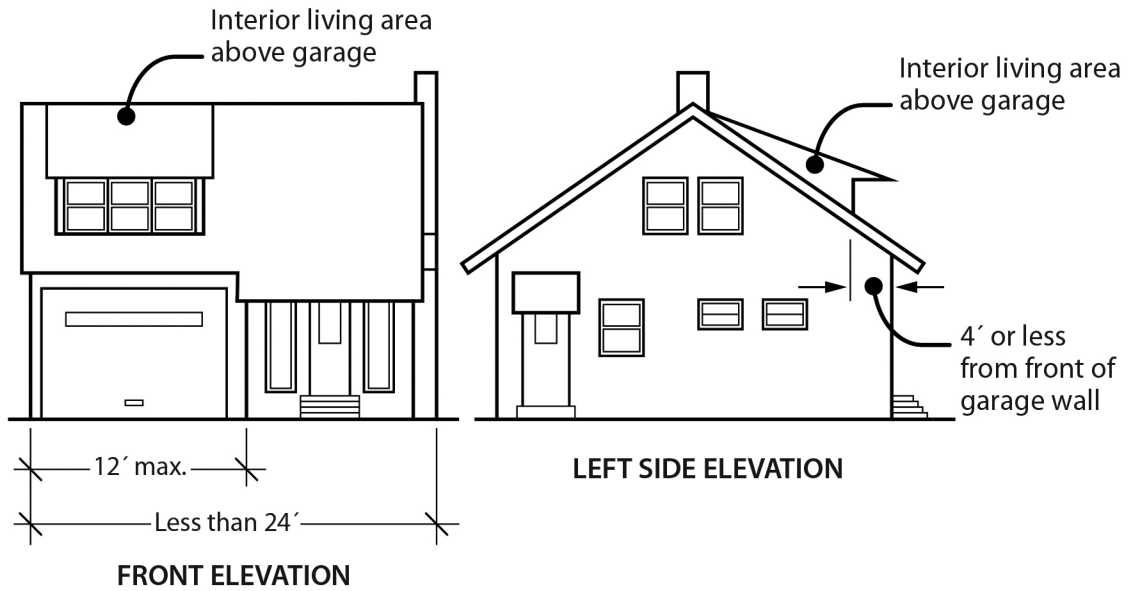 Interior living area
above garage
Interior living area
above garage
4´ or less
from front of
garage wall
12´ max.
Less than 24´
LEFT SIDE ELEVATION
FRONT ELEVATION